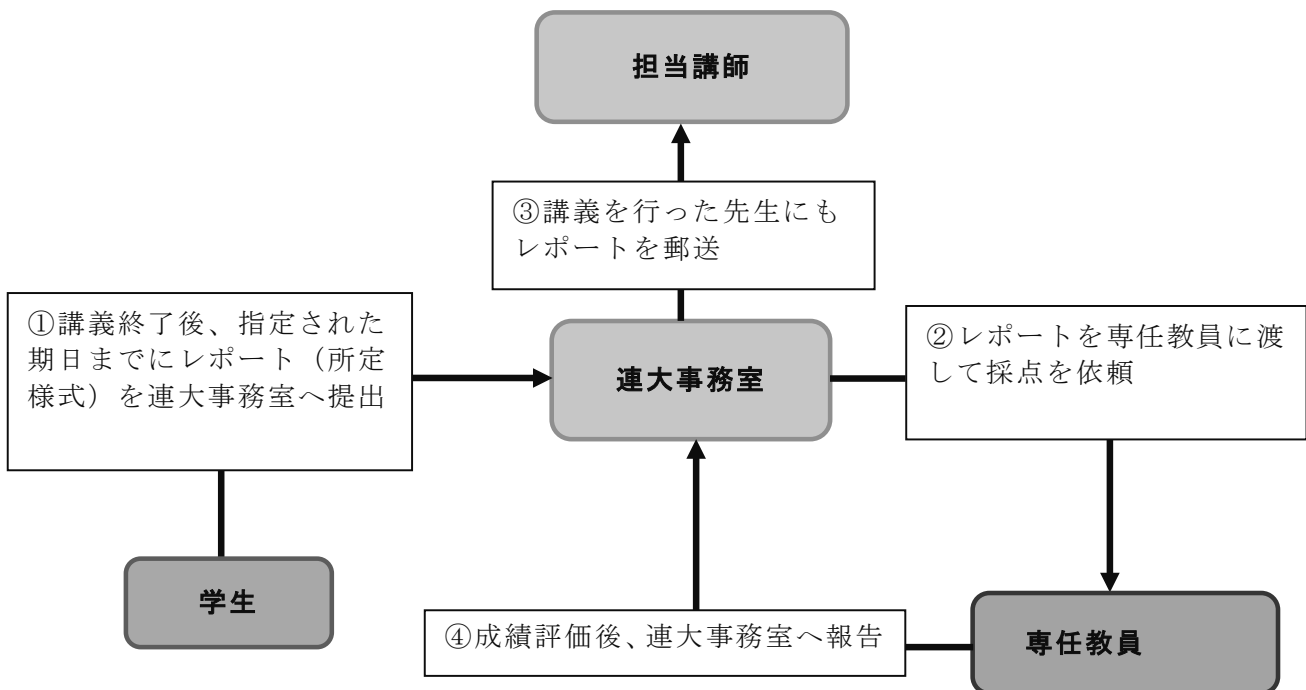 担当講師
③講義を行った先生にも
レポートを郵送
①講義終了後、指定された
期日までにレポート（所定
様式）を連大事務室へ提出
連大事務室
②レポートを専任教員に渡
して採点を依頼
学生
④成績評価後、連大事務室へ報告
専任教員